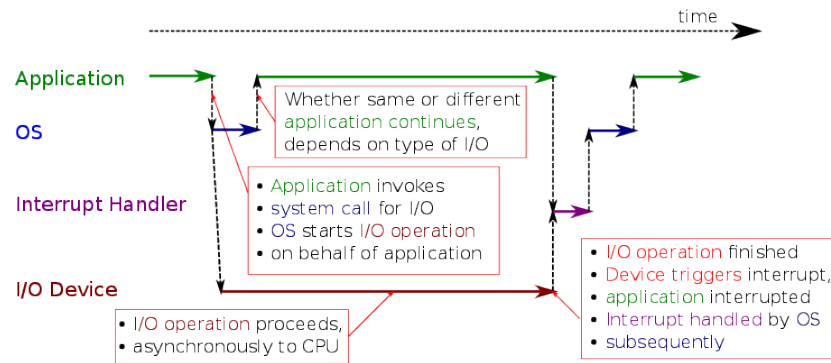 time
Application
Whether same or different
application continues,
depends on type of I/O
OS
• Application invokes
• system call for I/O
• OS starts I/O operation
• on behalf of application
Interrupt Handler
• I/O operation finished
• Device triggers interrupt,
• application interrupted
• Interrupt handled by OS
• subsequently
I/O Device
• I/O operation proceeds,
• asynchronously to CPU